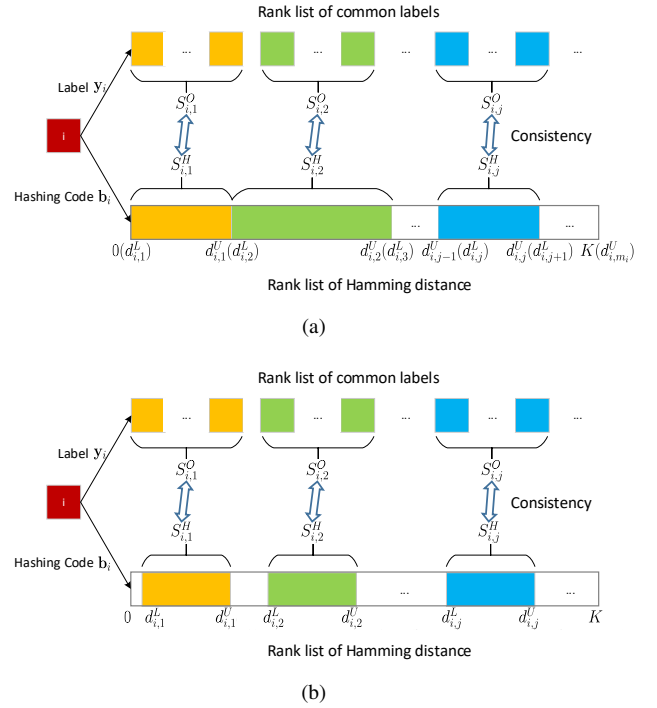 Rank list of common labels
... ... ... ... ...
Label y_i
S^O_{i,1} S^O_{i,2} S^O_{i,j}
i
Consistency
S^H_{i,1} S^H_{i,2} S^H_{i,j}
Hashing Code b_i
... ...
0(d^L_{i,1}) d^U_{i,1}(d^L_{i,2}) d^U_{i,2}(d^L_{i,3}) d^U_{i,j-1}(d^L_{i,j}) d^U_{i,j}(d^L_{i,j+1}) K(d^U_{i,m_i})
Rank list of Hamming distance
(a)
Rank list of common labels
... ... ... ... ...
Label y_i
S^O_{i,1} S^O_{i,2} S^O_{i,j}
i
Consistency
S^H_{i,1} S^H_{i,2} S^H_{i,j}
Hashing Code b_i
... ...
0 d^L_{i,1} d^U_{i,1} d^L_{i,2} d^U_{i,2} d^L_{i,j} d^U_{i,j} K
Rank list of Hamming distance
(b)